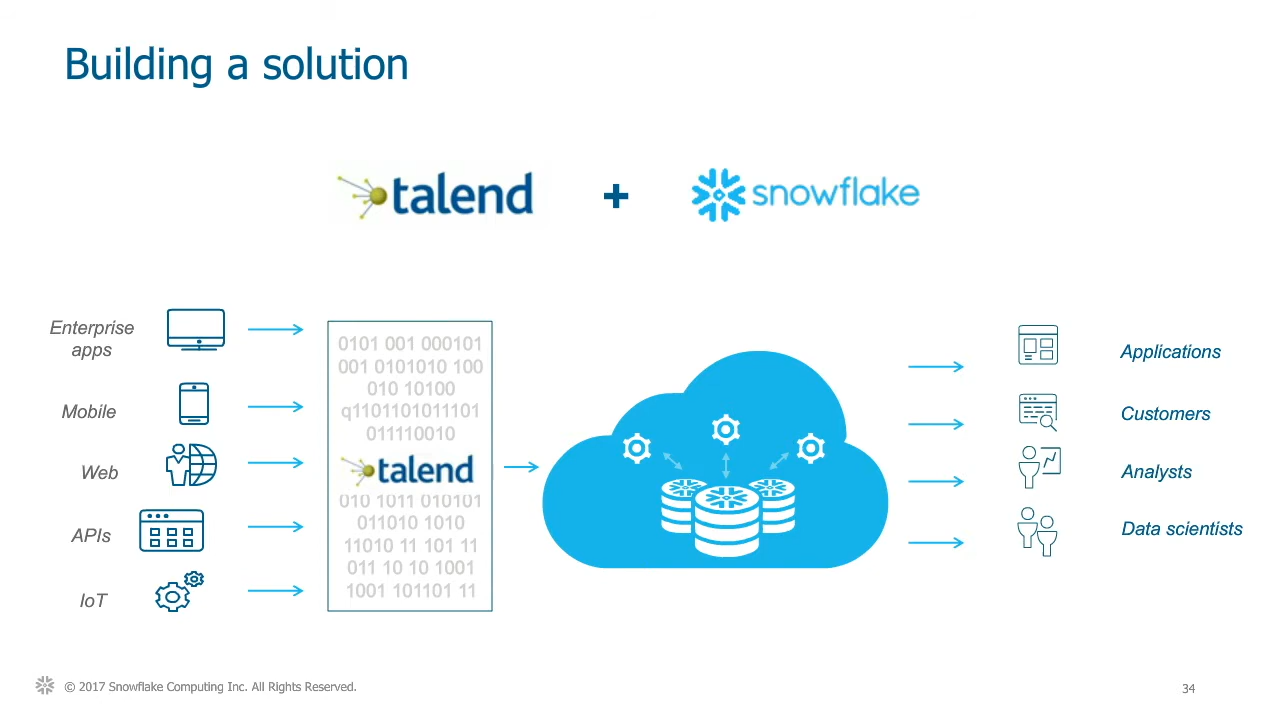 Building a solution
talend
+
snowflake
Enterprise
apps
Mobile
Web
APIs
IoT
0101 001 000101
001 0101010 100
010 10100
q1101101011101
011110010
talend
010 1011 010101
011010 1010
11010 11 101 11
011 10 10 1001
1001 101101 11
Applications
Customers
Analysts
Data scientists
© 2017 Snowflake Computing Inc. All Rights Reserved.
34